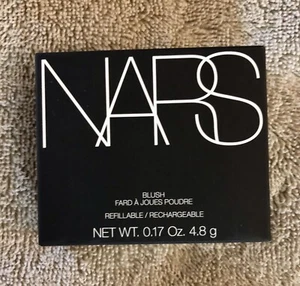 NARS
BLUSH
FARD À JOUES POUDRE
REFILLABLE / RECHARGEABLE
NET WT. 0.17 Oz. 4.8 g